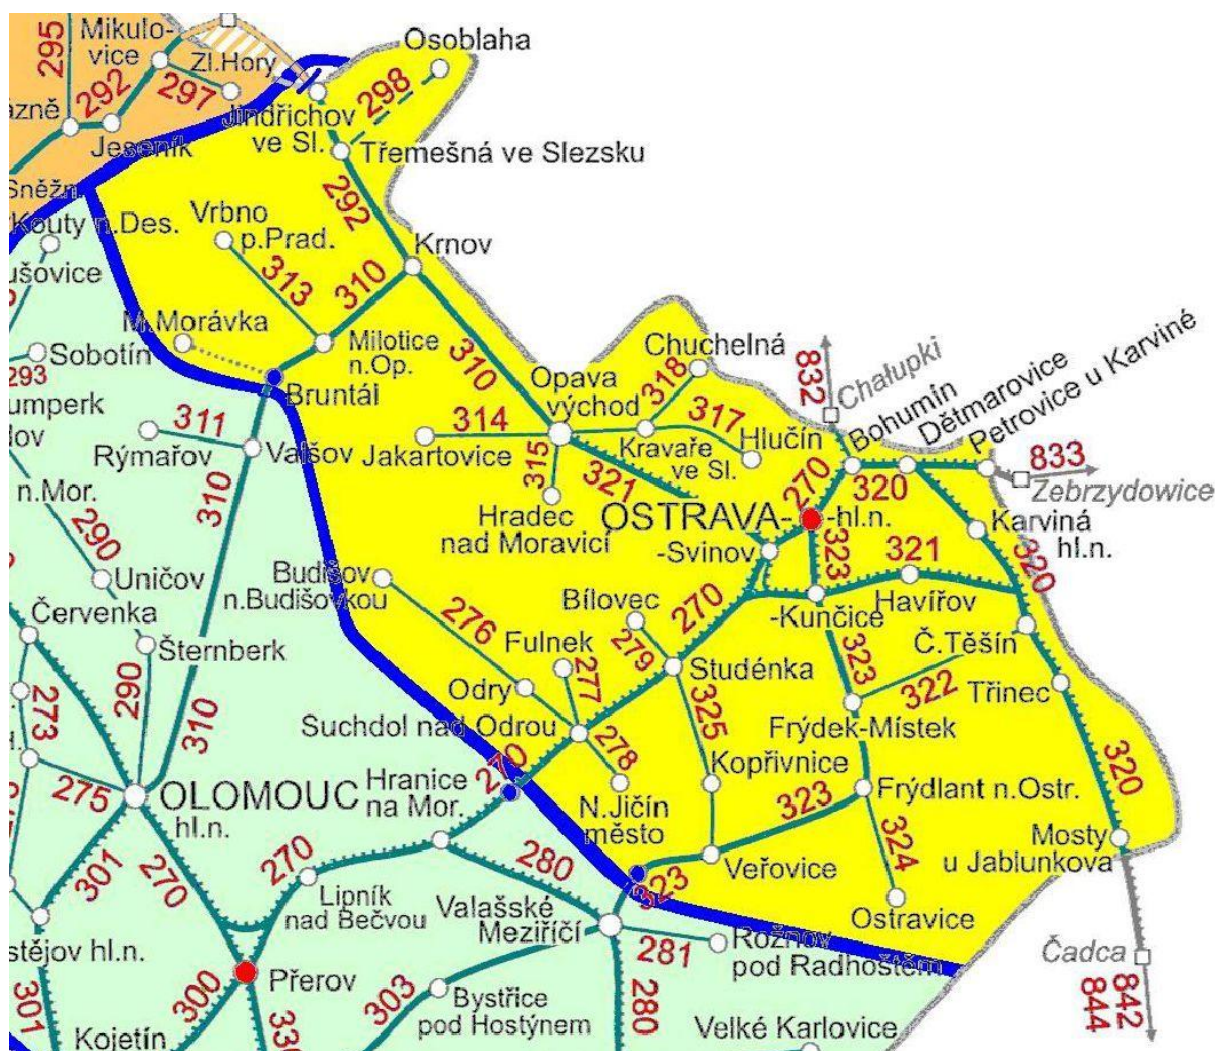 Mikulo-
vice
295
Zl.Hory
Osoblaha
292
297
298
ázně
Jeseník
Jindřichov
ve Sl.
Třemešná ve Slezsku
Sněžn.
292
Kouty n.Des.
Vrbno
p.Prad.
Krnov
ušovice
313
310
M.Morávka
Sobotín
293
Milotice
n.Op.
310
Chuchelná
832
Chałupki
Bohumín
Dětmarovice
Petrovice u Karviné
umperk
Bruntál
Opava
východ
318
317
311
314
Rýmařov
Valšov
Jakartovice
Kravaře
ve Sl.
Hlučín
833
Zebrzydowice
n.Mor.
310
315
321
270
320
290
Hradec
nad Moravicí
OSTRAVA-
-hl.n.
Karviná
hl.n.
-Svinov
323
321
320
Uničov
Budišov
n.Budišovkou
Bílovec
270
-Kunčice
Havířov
Červenka
276
Fulnek
279
Č.Těšín
Šternberk
290
277
Studénka
323
322
Třinec
273
310
Odry
325
Suchdol nad Odrou
278
Frýdek-Místek
275
OLOMOUC
hl.n.
Hranice
na Mor.
270
Kopřivnice
320
N.Jičín
město
323
Frýdlant n.Ostr.
301
270
270
280
324
Mosty
u Jablunkova
Lipník
nad Bečvou
Veřovice
323
Valašské
Meziříčí
Ostravice
stějov hl.n.
281
Rožnov
pod Radhoštěm
Čadca
301
300
Přerov
303
Bystřice
pod Hostýnem
280
842
844
Kojetín
Velké Karlovice